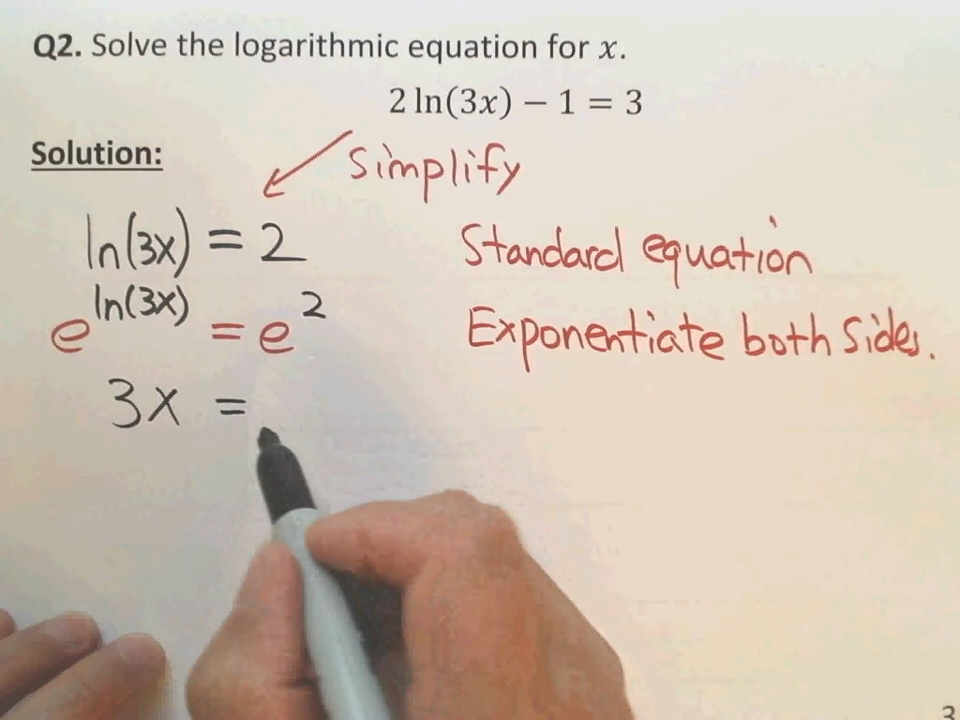 Q2. Solve the logarithmic equation for x.
2 ln(3x) − 1 = 3
Solution:
Simplify
ln(3x) = 2 Standard equation
e^ln(3x) = e^2 Exponentiate both sides.
3x =
3